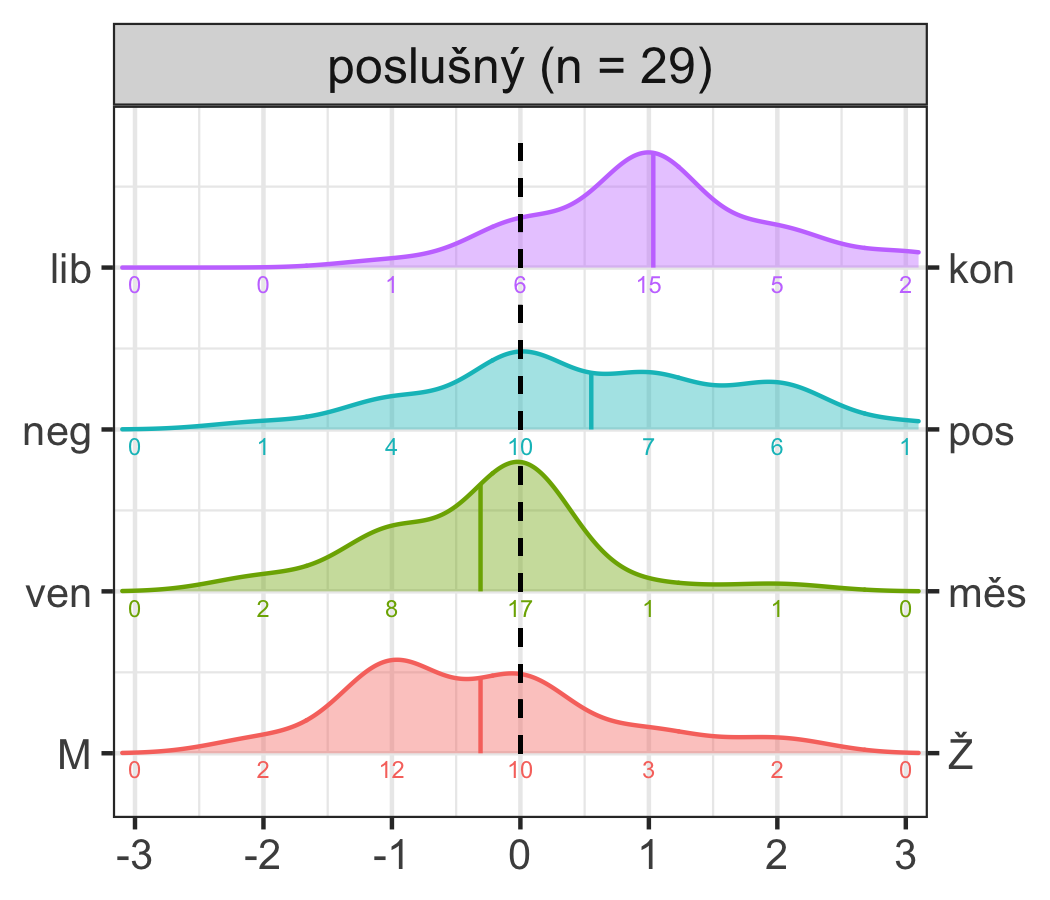 poslušný (n = 29)
lib kon
0 0 1 6 15 5 2
neg pos
0 1 4 10 7 6 1
ven měs
0 2 8 17 1 1 0
M Ž
0 2 12 10 3 2 0
-3 -2 -1 0 1 2 3